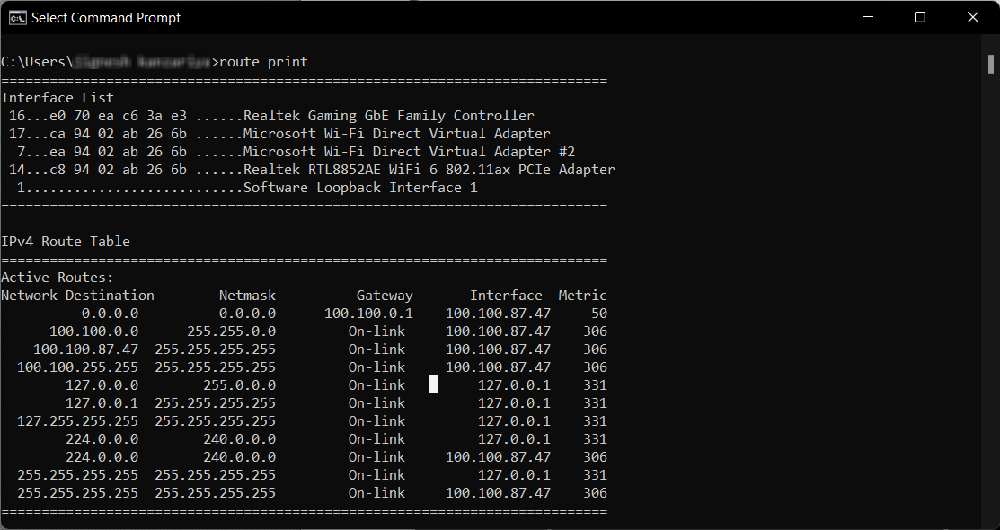 Select Command Prompt
C:\Users\ >route print
===========================================================================
Interface List
 16...e0 70 ea c6 3a e3 ......Realtek Gaming GbE Family Controller
 17...ca 94 02 ab 26 6b ......Microsoft Wi-Fi Direct Virtual Adapter
  7...ea 94 02 ab 26 6b ......Microsoft Wi-Fi Direct Virtual Adapter #2
 14...c8 94 02 ab 26 6b ......Realtek RTL8852AE WiFi 6 802.11ax PCIe Adapter
  1...........................Software Loopback Interface 1
===========================================================================
IPv4 Route Table
===========================================================================
Active Routes:
Network Destination        Netmask          Gateway       Interface  Metric
          0.0.0.0          0.0.0.0      100.100.0.1    100.100.87.47     50
      100.100.0.0      255.255.0.0         On-link     100.100.87.47    306
    100.100.87.47  255.255.255.255         On-link     100.100.87.47    306
  100.100.255.255  255.255.255.255         On-link     100.100.87.47    306
        127.0.0.0        255.0.0.0         On-link         127.0.0.1    331
        127.0.0.1  255.255.255.255         On-link         127.0.0.1    331
  127.255.255.255  255.255.255.255         On-link         127.0.0.1    331
        224.0.0.0        240.0.0.0         On-link         127.0.0.1    331
        224.0.0.0        240.0.0.0         On-link     100.100.87.47    306
  255.255.255.255  255.255.255.255         On-link         127.0.0.1    331
  255.255.255.255  255.255.255.255         On-link     100.100.87.47    306
===========================================================================